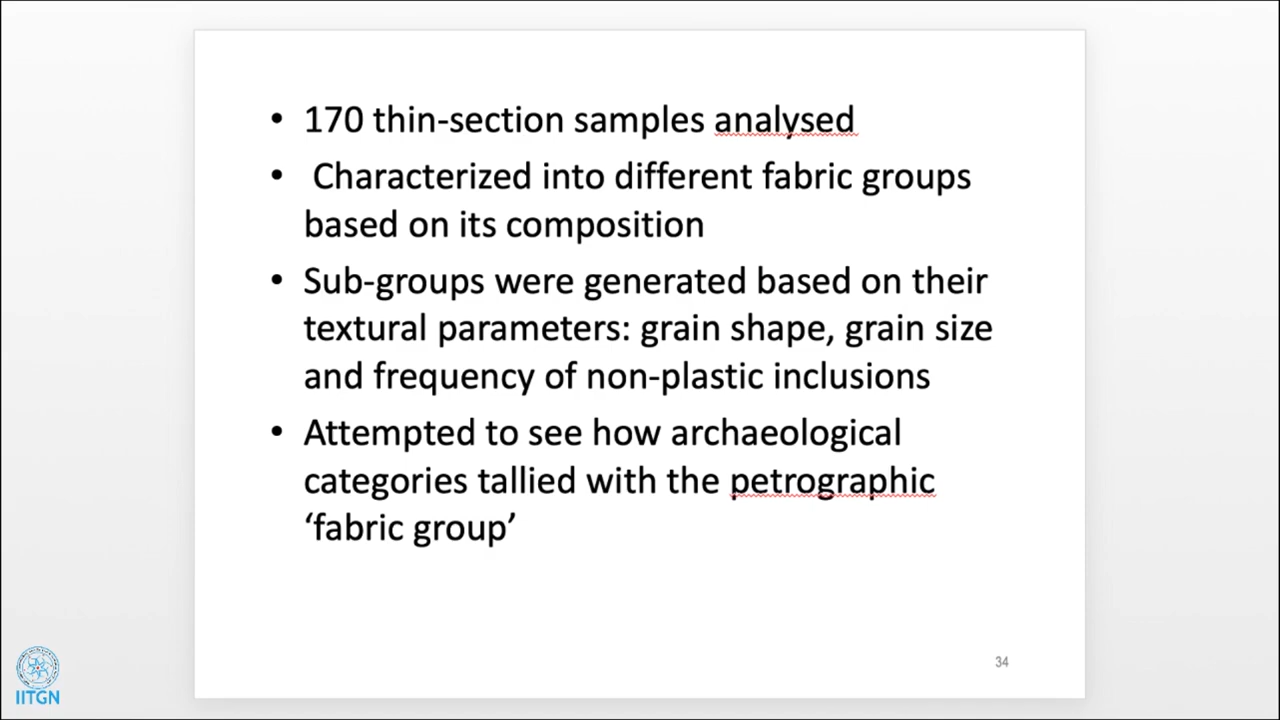 • 170 thin-section samples analysed
• Characterized into different fabric groups
based on its composition
• Sub-groups were generated based on their
textural parameters: grain shape, grain size
and frequency of non-plastic inclusions
• Attempted to see how archaeological
categories tallied with the petrographic
‘fabric group’
34
IITGN